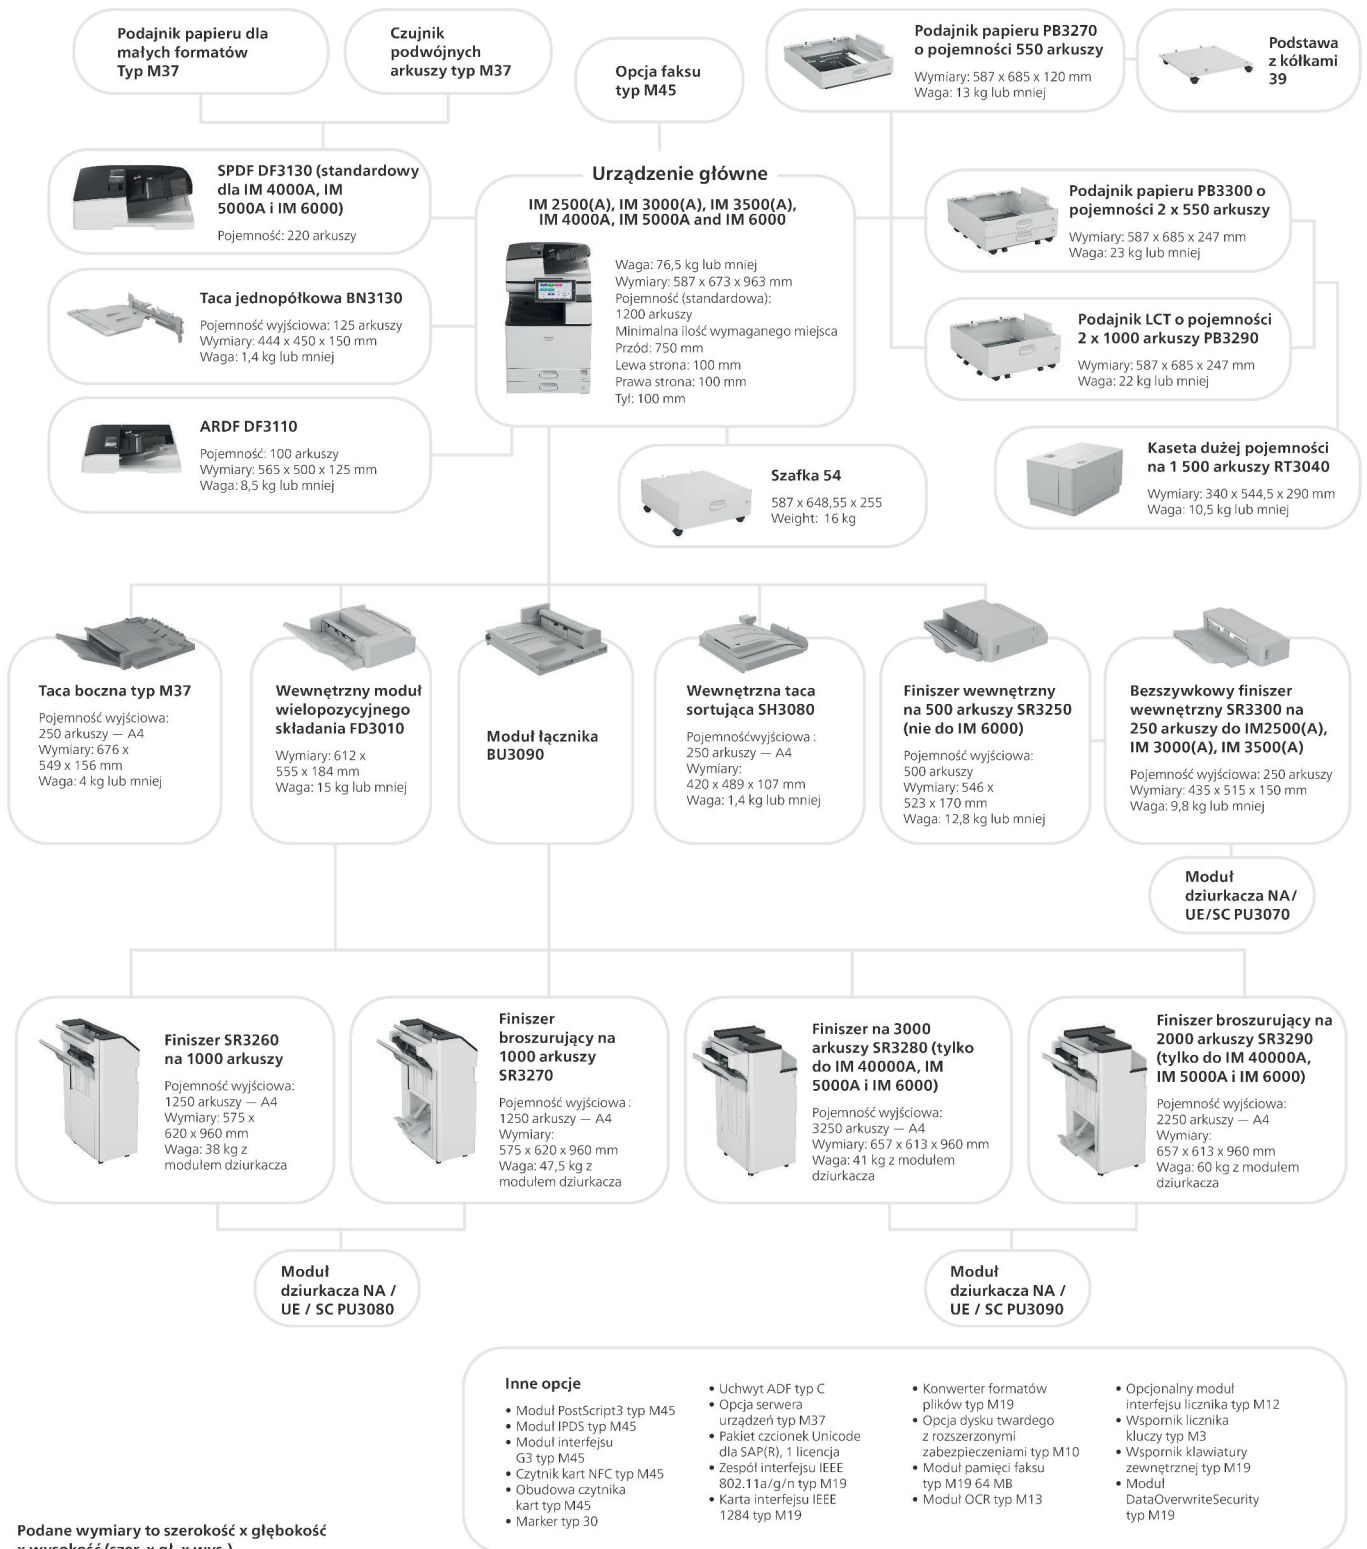 Podajnik papieru dla
małych formatów
Typ M37
Czujnik
podwójnych
arkuszy typ M37
Opcja faksu
typ M45
Podajnik papieru PB3270
o pojemności 550 arkuszy
Wymiary: 587 x 685 x 120 mm
Waga: 13 kg lub mniej
Podstawa
z kółkami
39
SPDF DF3130 (standardowy
dla IM 4000A, IM
5000A i IM 6000)
Pojemność: 220 arkuszy
Urządzenie główne
IM 2500(A), IM 3000(A), IM 3500(A),
IM 4000A, IM 5000A and IM 6000
Waga: 76,5 kg lub mniej
Wymiary: 587 x 673 x 963 mm
Pojemność (standardowa):
1200 arkuszy
Minimalna ilość wymaganego miejsca
Przód: 750 mm
Lewa strona: 100 mm
Prawa strona: 100 mm
Tył: 100 mm
Podajnik papieru PB3300 o
pojemności 2 x 550 arkuszy
Wymiary: 587 x 685 x 247 mm
Waga: 23 kg lub mniej
Taca jednopółkowa BN3130
Pojemność wyjściowa: 125 arkuszy
Wymiary: 444 x 450 x 150 mm
Waga: 1,4 kg lub mniej
Podajnik LCT o pojemności
2 x 1000 arkuszy PB3290
Wymiary: 587 x 685 x 247 mm
Waga: 22 kg lub mniej
ARDF DF3110
Pojemność: 100 arkuszy
Wymiary: 565 x 500 x 125 mm
Waga: 8,5 kg lub mniej
Szafka 54
587 x 648,55 x 255
Weight: 16 kg
Kaseta dużej pojemności
na 1 500 arkuszy RT3040
Wymiary: 340 x 544,5 x 290 mm
Waga: 10,5 kg lub mniej
Taca boczna typ M37
Pojemność wyjściowa:
250 arkuszy — A4
Wymiary: 676 x
549 x 156 mm
Waga: 4 kg lub mniej
Wewnętrzny moduł
wielopozycyjnego
składania FD3010
Wymiary: 612 x
555 x 184 mm
Waga: 15 kg lub mniej
Moduł łącznika
BU3090
Wewnętrzna taca
sortująca SH3080
Pojemnośćwyjściowa :
250 arkuszy — A4
Wymiary:
420 x 489 x 107 mm
Waga: 1,4 kg lub mniej
Finiszer wewnętrzny
na 500 arkuszy SR3250
(nie do IM 6000)
Pojemność wyjściowa:
500 arkuszy
Wymiary: 546 x
523 x 170 mm
Waga: 12,8 kg lub mniej
Bezszywkowy finiszer
wewnętrzny SR3300 na
250 arkuszy do IM2500(A),
IM 3000(A), IM 3500(A)
Pojemność wyjściowa: 250 arkuszy
Wymiary: 435 x 515 x 150 mm
Waga: 9,8 kg lub mniej
Moduł
dziurkacza NA/
UE/SC PU3070
Finiszer SR3260
na 1000 arkuszy
Pojemność wyjściowa:
1250 arkuszy — A4
Wymiary: 575 x
620 x 960 mm
Waga: 38 kg z
modułem dziurkacza
Finiszer
broszurujący na
1000 arkuszy
SR3270
Pojemność wyjściowa :
1250 arkuszy — A4
Wymiary:
575 x 620 x 960 mm
Waga: 47,5 kg z
modułem dziurkacza
Finiszer na 3000
arkuszy SR3280 (tylko
do IM 40000A, IM
5000A i IM 6000)
Pojemność wyjściowa:
3250 arkuszy — A4
Wymiary: 657 x 613 x 960 mm
Waga: 41 kg z modułem
dziurkacza
Finiszer broszurujący na
2000 arkuszy SR3290
(tylko do IM 40000A,
IM 5000A i IM 6000)
Pojemność wyjściowa:
2250 arkuszy — A4
Wymiary:
657 x 613 x 960 mm
Waga: 60 kg z modułem
dziurkacza
Moduł
dziurkacza NA /
UE / SC PU3080
Moduł
dziurkacza NA /
UE / SC PU3090
Inne opcje
• Moduł PostScript3 typ M45
• Moduł IPDS typ M45
• Moduł interfejsu
G3 typ M45
• Czytnik kart NFC typ M45
• Obudowa czytnika
kart typ M45
• Marker typ 30
• Uchwyt ADF typ C
• Opcja serwera
urządzeń typ M37
• Pakiet czcionek Unicode
dla SAP(R), 1 licencja
• Zespół interfejsu IEEE
802.11a/g/n typ M19
• Karta interfejsu IEEE
1284 typ M19
• Konwerter formatów
plików typ M19
• Opcja dysku twardego
z rozszerzonymi
zabezpieczeniami typ M10
• Moduł pamięci faksu
typ M19 64 MB
• Moduł OCR typ M13
• Opcjonalny moduł
interfejsu licznika typ M12
• Wspornik licznika
kluczy typ M3
• Wspornik klawiatury
zewnętrznej typ M19
• Moduł
DataOverwriteSecurity
typ M19
Podane wymiary to szerokość x głębokość
x wysokość (szer. x gł. x wys.)